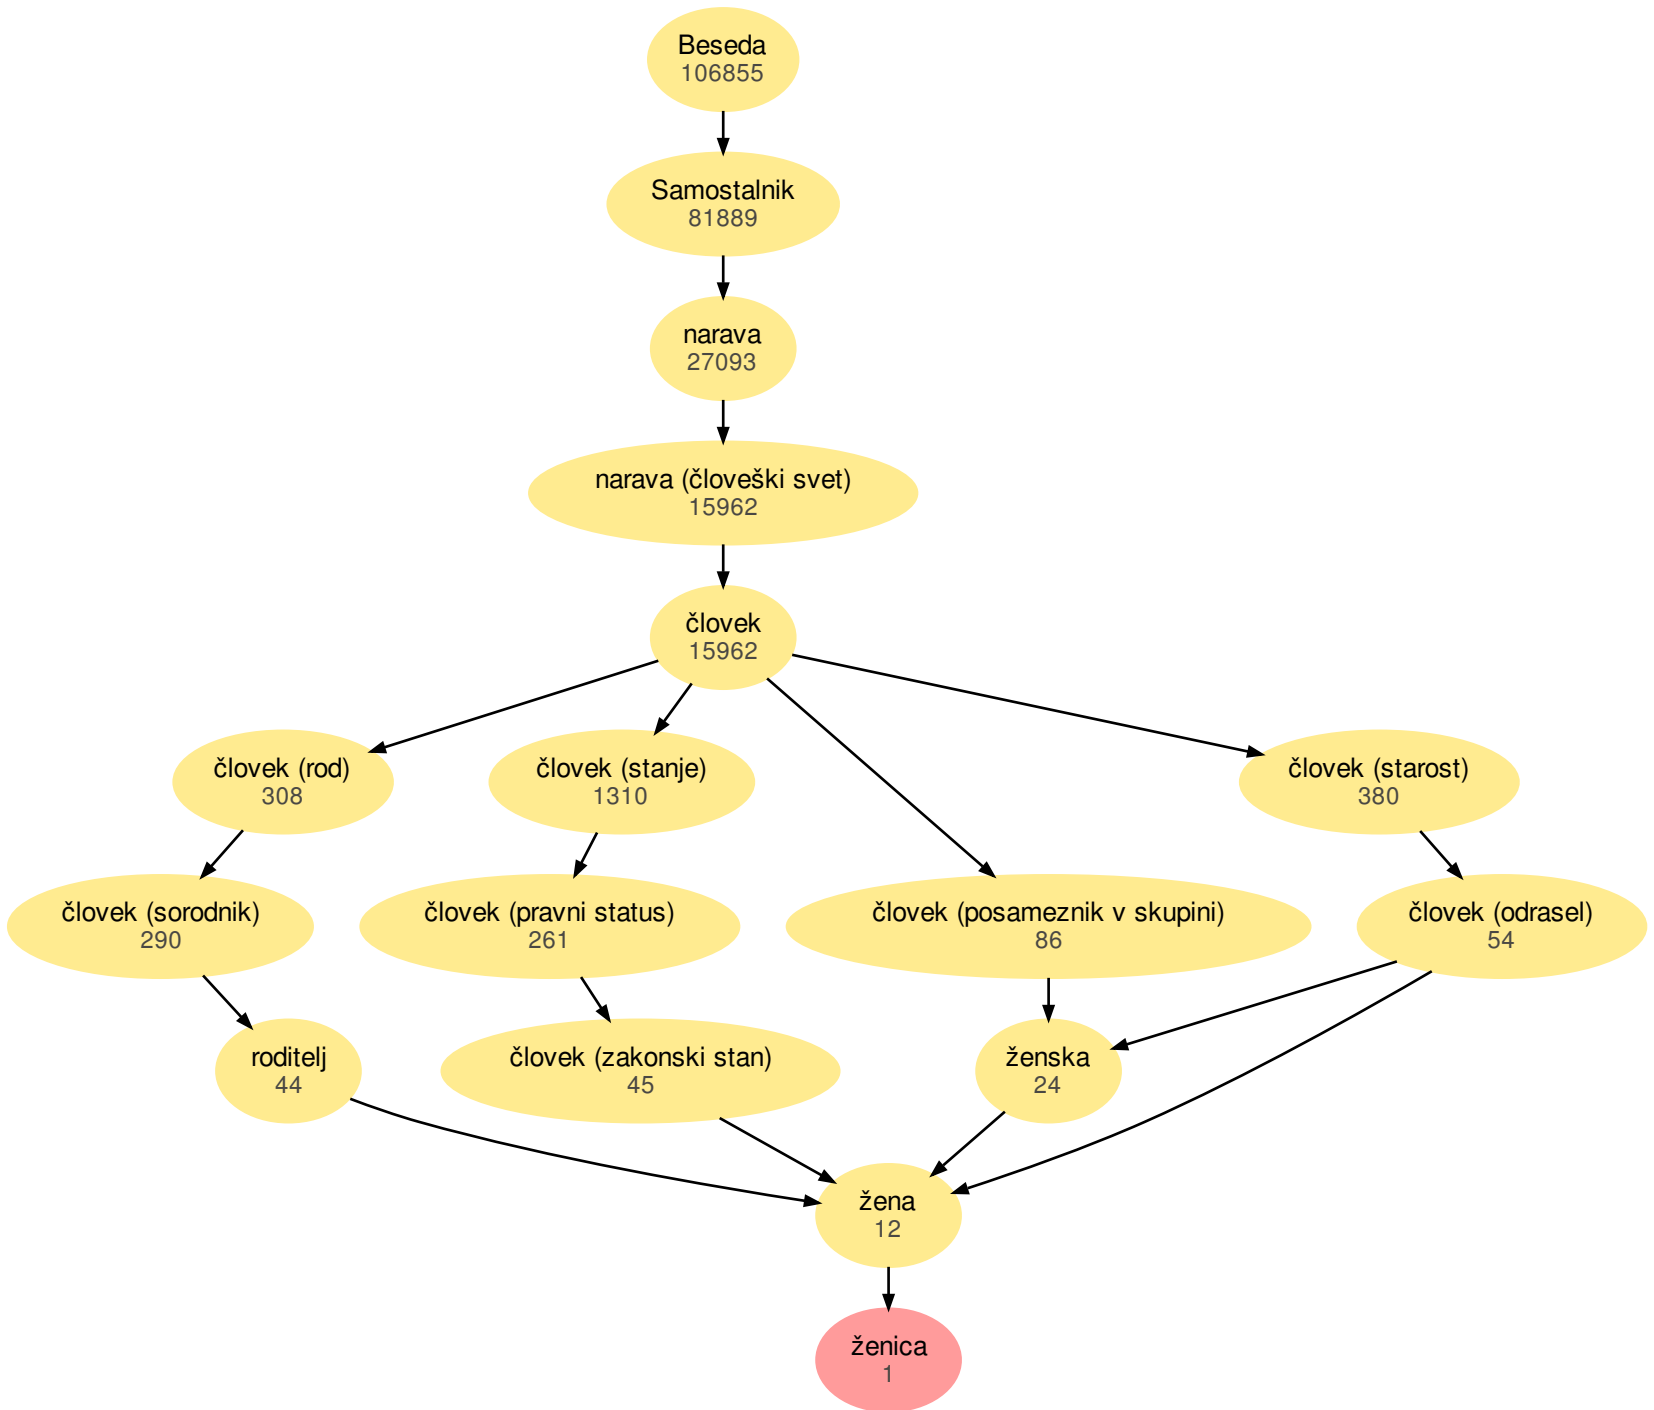 Beseda
106855
Samostalnik
81889
narava
27093
narava (človeški svet)
15962
človek
15962
človek (rod)
308
človek (stanje)
1310
človek (starost)
380
človek (sorodnik)
290
človek (pravni status)
261
človek (posameznik v skupini)
86
človek (odrasel)
54
roditelj
44
človek (zakonski stan)
45
ženska
24
žena
12
ženica
1